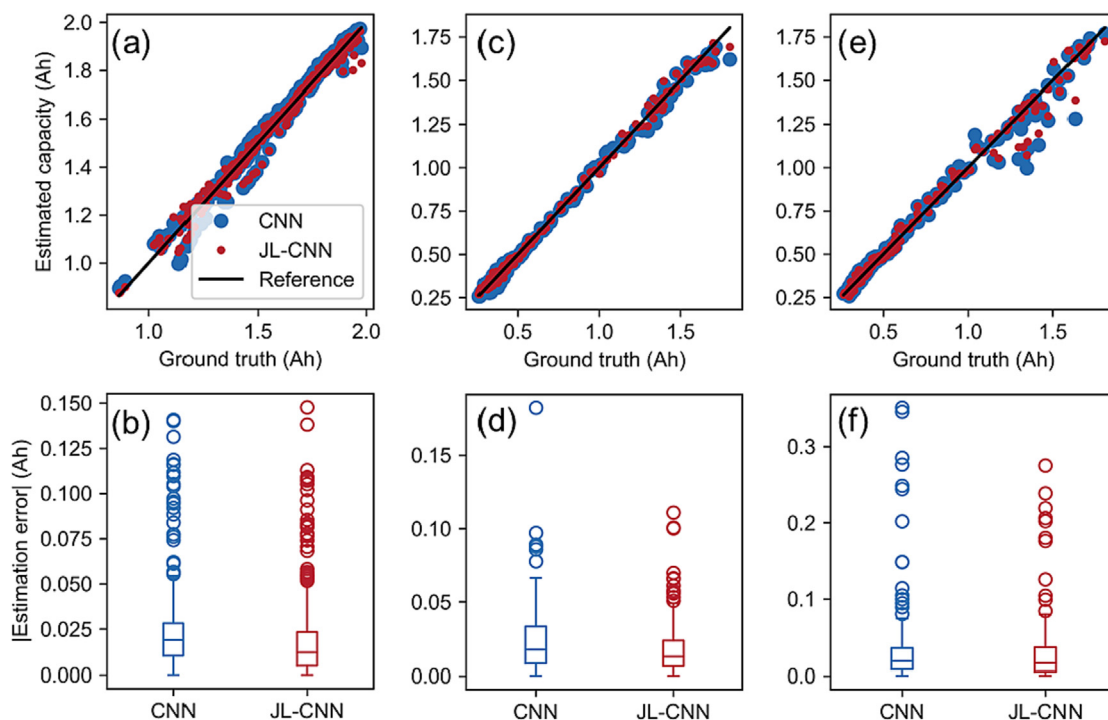 (a)
2.0
1.8
1.6
1.4
1.2
1.0
Estimated capacity (Ah)
CNN
JL-CNN
Reference
1.0
1.5
2.0
Ground truth (Ah)
(c)
1.75
1.50
1.25
1.00
0.75
0.50
0.25
0.5
1.0
1.5
Ground truth (Ah)
(e)
1.75
1.50
1.25
1.00
0.75
0.50
0.25
0.5
1.0
1.5
Ground truth (Ah)
(b)
0.150
0.125
0.100
0.075
0.050
0.025
0.000
|Estimation error| (Ah)
CNN
JL-CNN
(d)
0.15
0.10
0.05
0.00
CNN
JL-CNN
(f)
0.3
0.2
0.1
0.0
CNN
JL-CNN